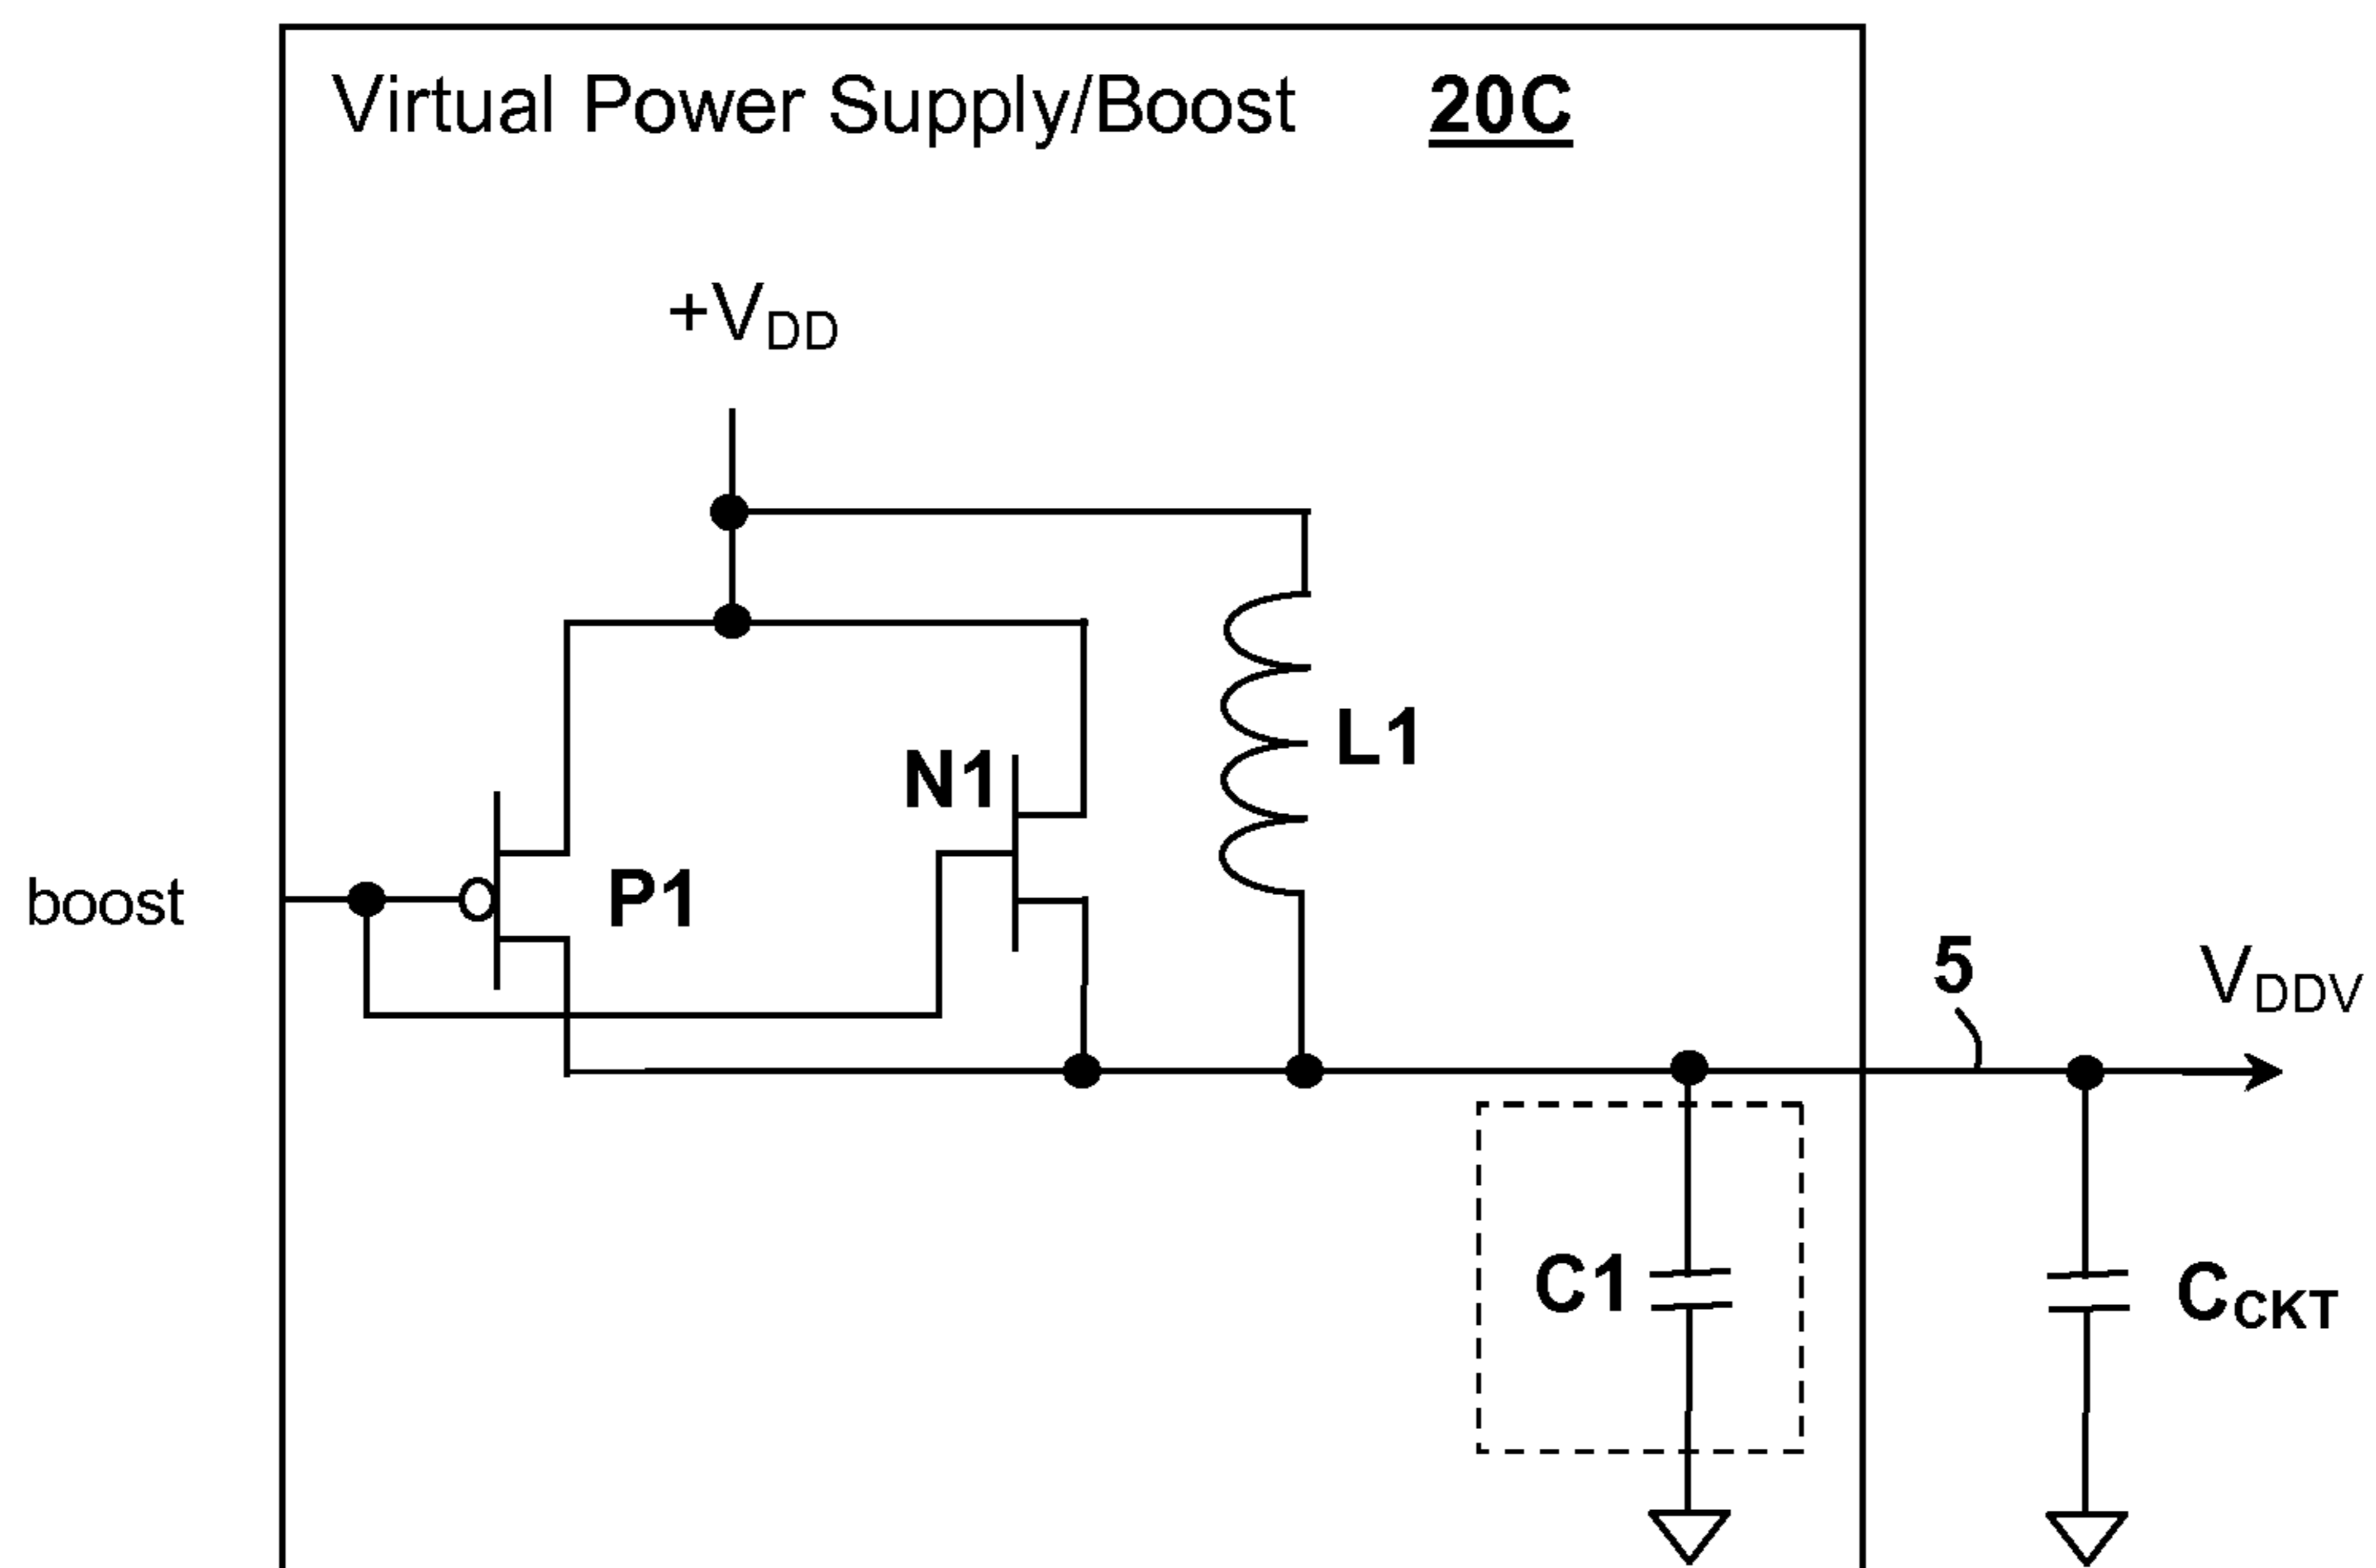 Virtual Power Supply/Boost 20C
+VDD
N1
L1
P1
boost
5
VDDV
C1
CCKT